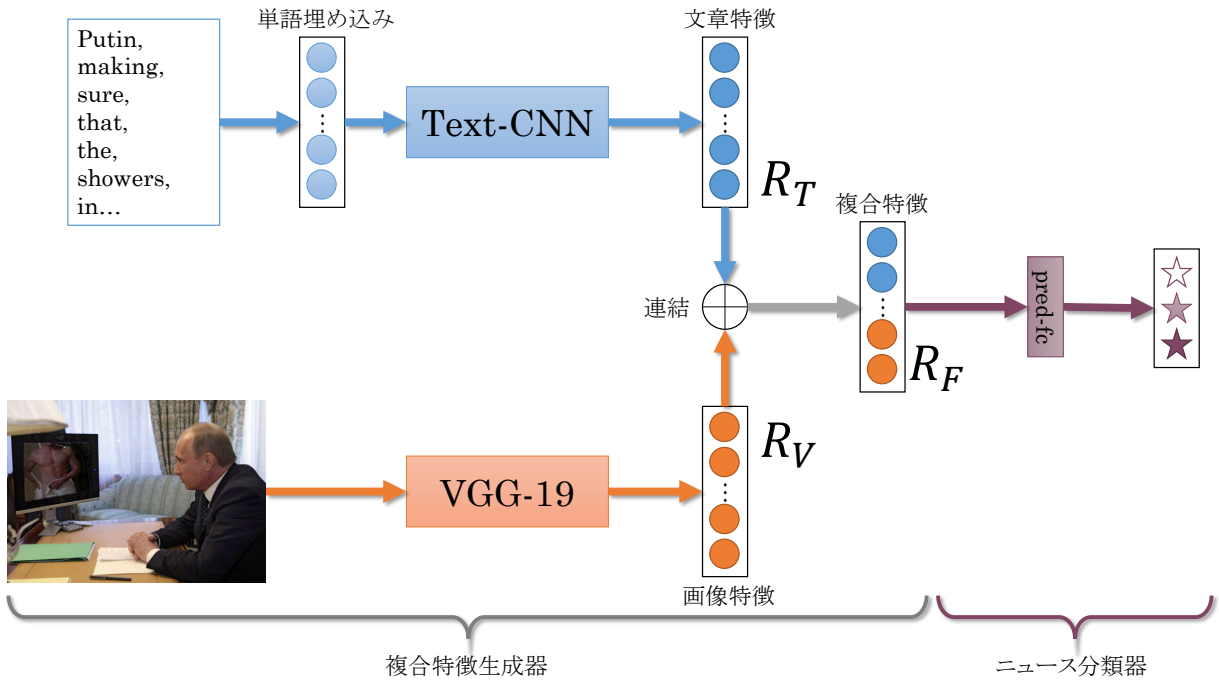 単語埋め込み
文章特徴
Putin,
making,
sure,
that,
the,
showers,
in…
Text-CNN
R_T
複合特徴
連結
pred-fc
R_F
VGG-19
R_V
画像特徴
複合特徴生成器
ニュース分類器